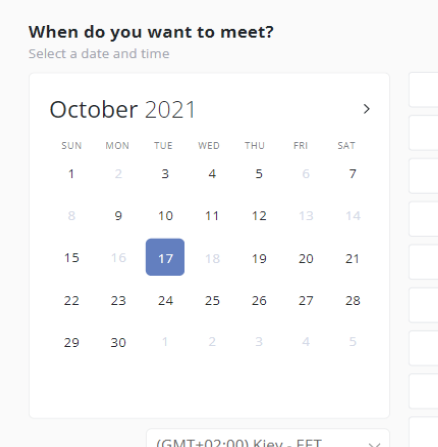 When do you want to meet?
Select a date and time
October 2021
SUN MON TUE WED THU FRI SAT
1 2 3 4 5 6 7
8 9 10 11 12 13 14
15 16 17 18 19 20 21
22 23 24 25 26 27 28
29 30 1 2 3 4 5
(GMT+02:00) Kiev - EET